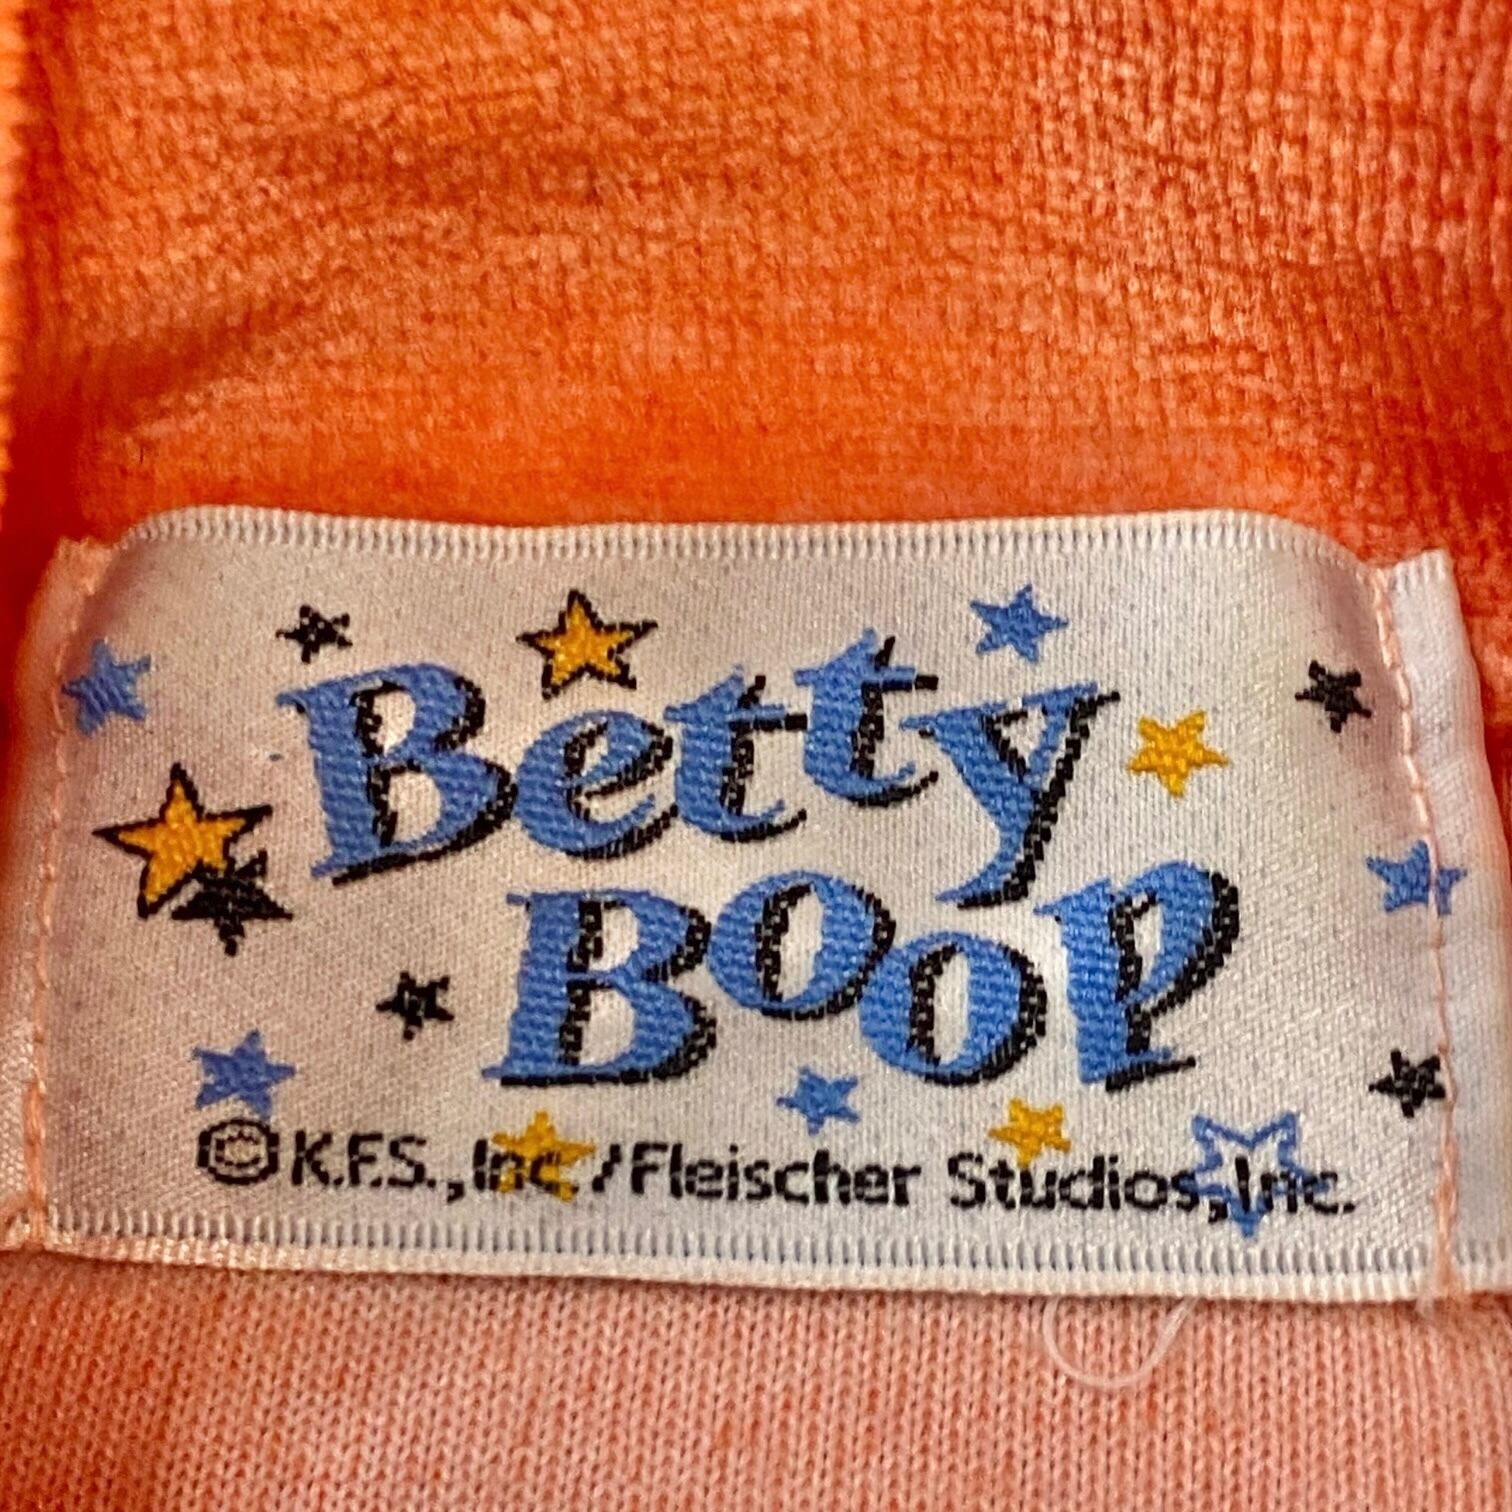 Betty
Boop
©K.F.S.,Inc./Fleischer Studios,Inc.